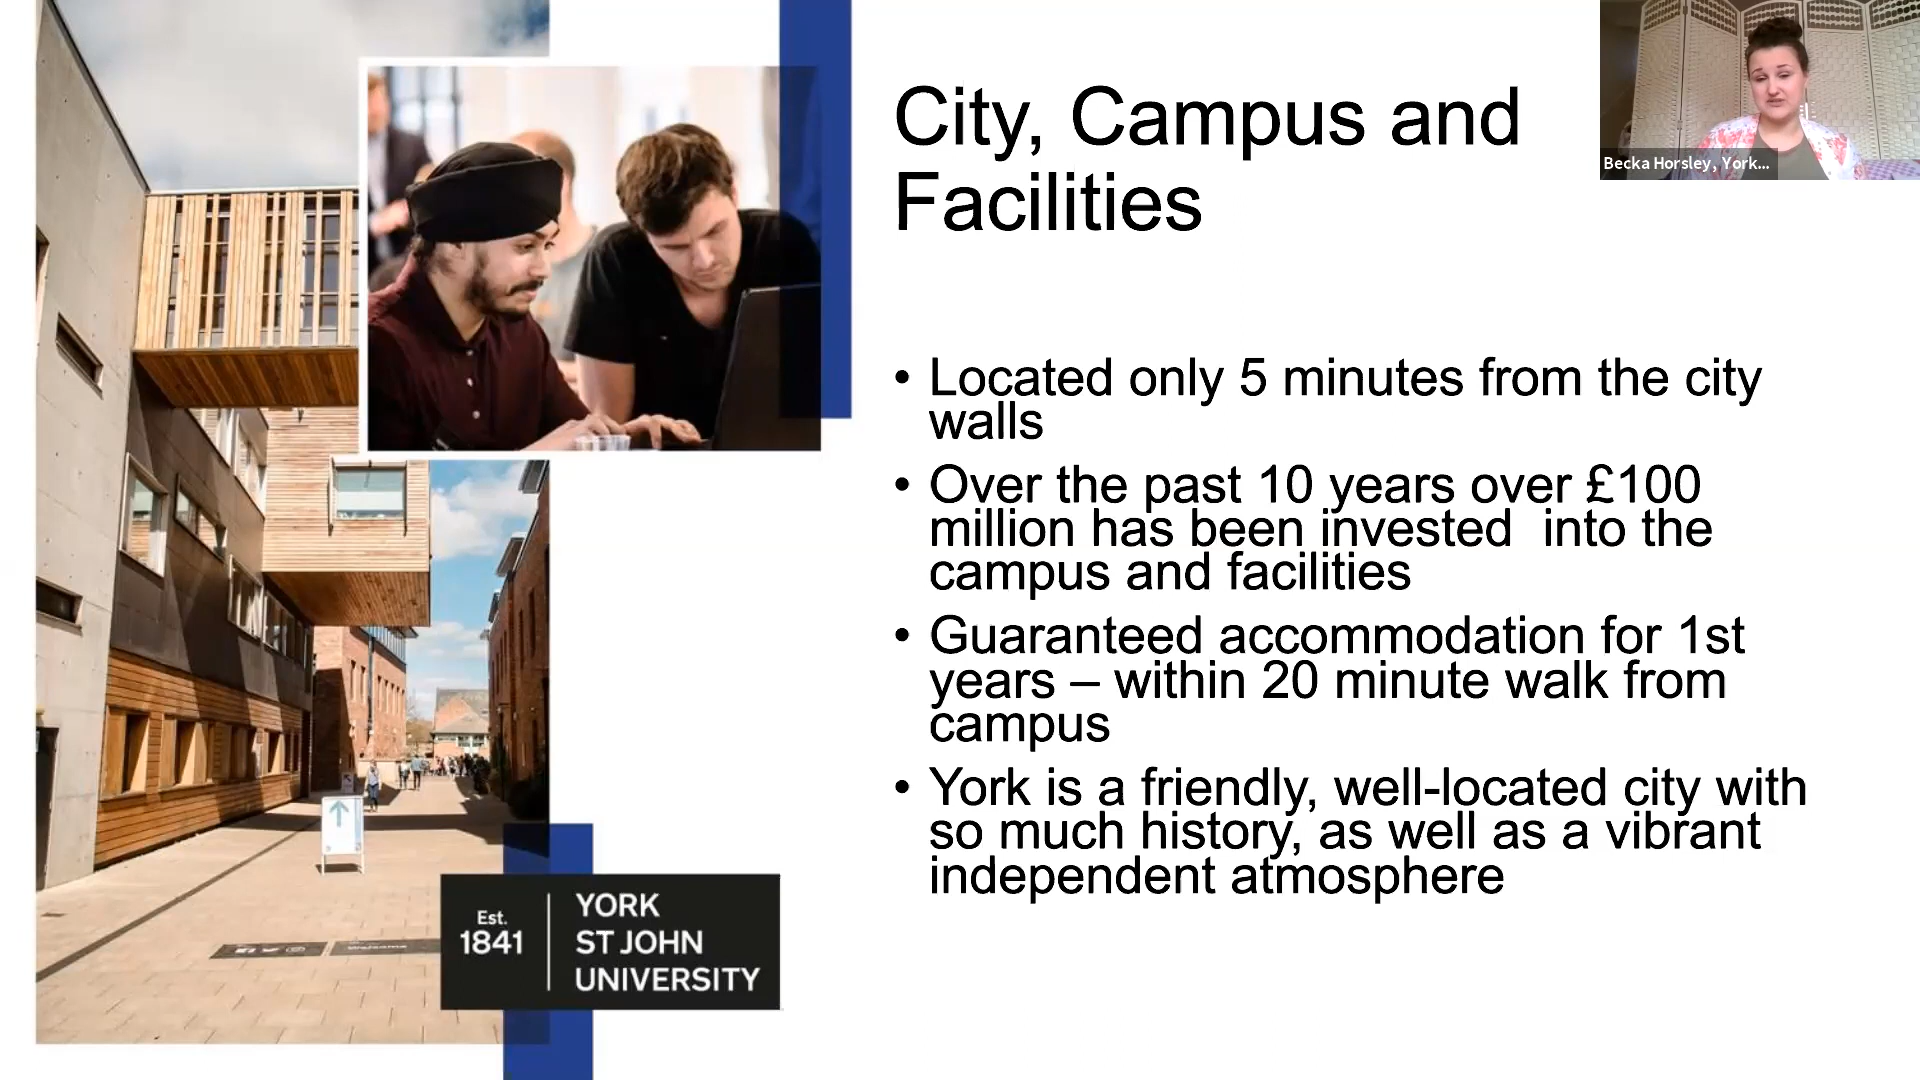 City, Campus and
Facilities
Becka Horsley, York...
• Located only 5 minutes from the city
walls
• Over the past 10 years over £100
million has been invested  into the
campus and facilities
• Guaranteed accommodation for 1st
years – within 20 minute walk from
campus
• York is a friendly, well-located city with
so much history, as well as a vibrant
independent atmosphere
Est.
1841
YORK
ST JOHN
UNIVERSITY
Welcome